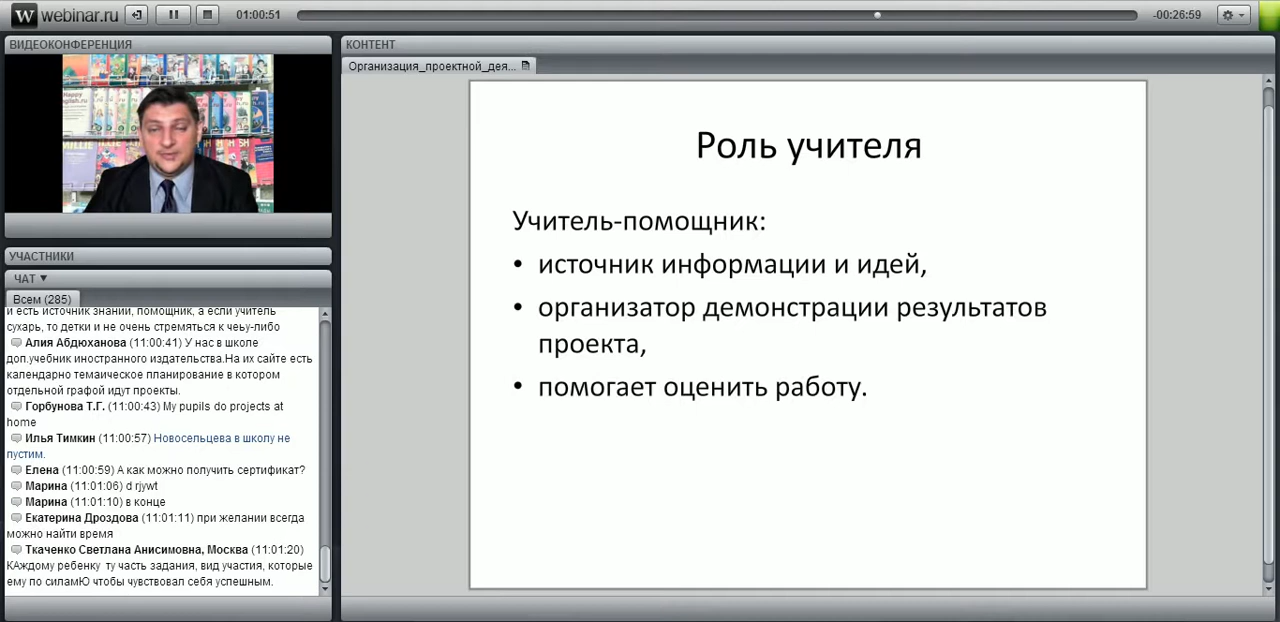 webinar.ru
01:00:51
-00:26:59
ВИДЕОКОНФЕРЕНЦИЯ
УЧАСТНИКИ
ЧАТ ▼
Всем (285)
и есть источник знаний, помощник, а если учитель
сухарь, то детки и не очень стремяться к чеьу-либо
Алия Абдюханова (11:00:41) У нас в школе
доп.учебник иностранного издательства.На их сайте есть
календарно темаическое планирование в котором
отдельной графой идут проекты.
Горбунова Т.Г. (11:00:43) My pupils do projects at
home
Илья Тимкин (11:00:57) Новосельцева в школу не
пустим.
Елена (11:00:59) А как можно получить сертификат?
Марина (11:01:06) d rjywt
Марина (11:01:10) в конце
Екатерина Дроздова (11:01:11) при желании всегда
можно найти время
Ткаченко Светлана Анисимовна, Москва (11:01:20)
КАждому ребенку ту часть задания, вид участия, которые
ему по силамЮ чтобы чувствовал себя успешным.
КОНТЕНТ
Организация_проектной_дея...
Роль учителя
Учитель-помощник:
• источник информации и идей,
• организатор демонстрации результатов
проекта,
• помогает оценить работу.